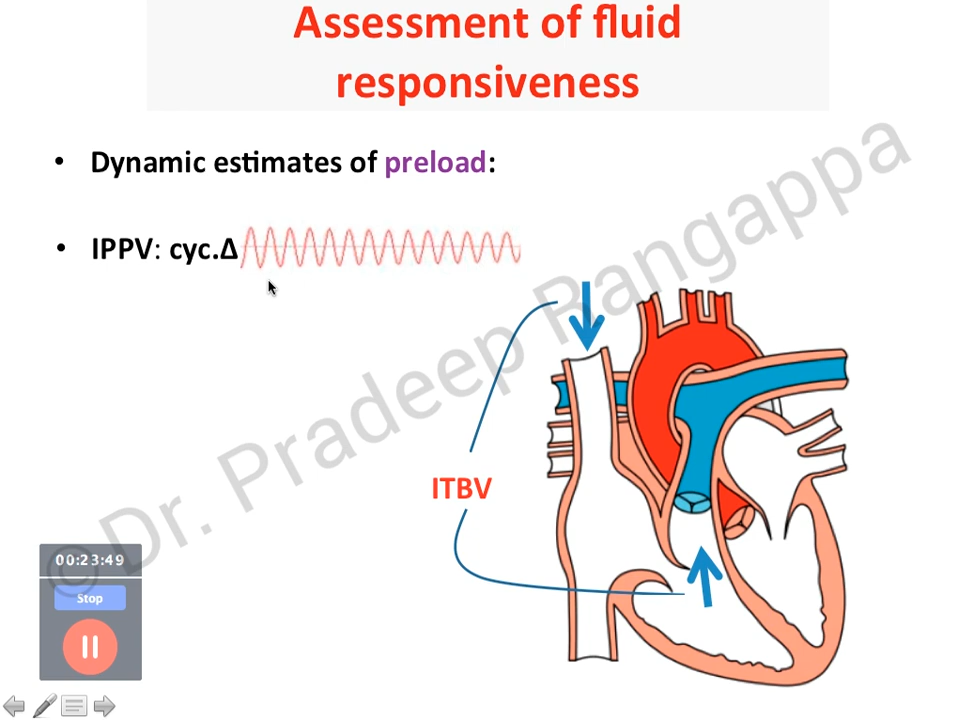 Assessment of fluid
responsiveness
• Dynamic estimates of preload:
• IPPV: cyc.Δ
ITBV
© Dr. Pradeep Rangappa
00:23:49
Stop